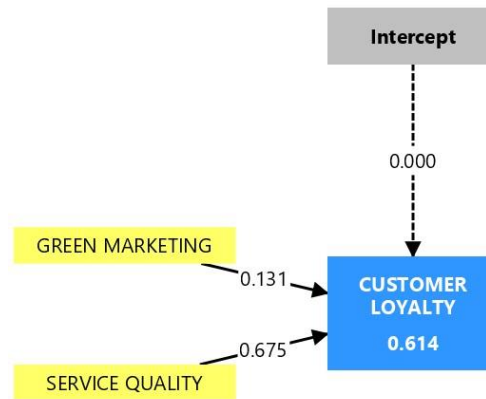 Intercept
0.000
GREEN MARKETING
0.131
CUSTOMER
LOYALTY
0.614
0.675
SERVICE QUALITY